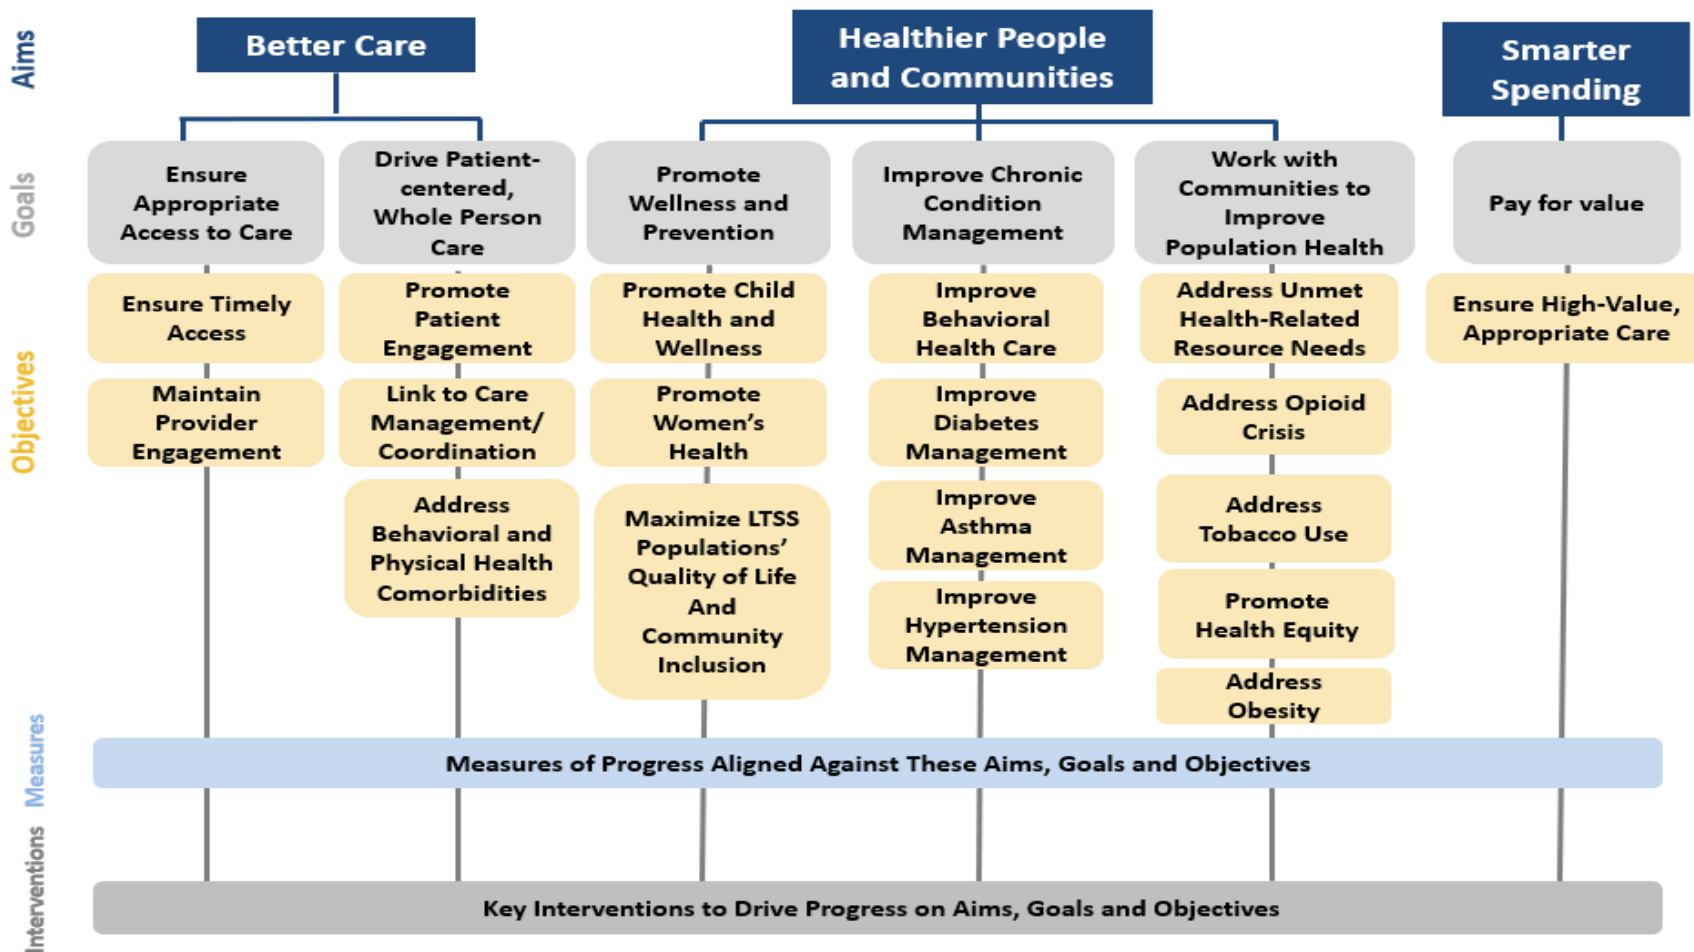 Aims
Better Care
Healthier People
and Communities
Smarter
Spending
Goals
Ensure
Appropriate
Access to Care
Drive Patient-
centered,
Whole Person
Care
Promote
Wellness and
Prevention
Improve Chronic
Condition
Management
Work with
Communities to
Improve
Population Health
Pay for value
Objectives
Ensure Timely
Access
Maintain
Provider
Engagement
Promote
Patient
Engagement
Link to Care
Management/
Coordination
Address
Behavioral and
Physical Health
Comorbidities
Promote Child
Health and
Wellness
Promote
Women’s
Health
Maximize LTSS
Populations’
Quality of Life
And
Community
Inclusion
Improve
Behavioral
Health Care
Improve
Diabetes
Management
Improve
Asthma
Management
Improve
Hypertension
Management
Address Unmet
Health-Related
Resource Needs
Address Opioid
Crisis
Address
Tobacco Use
Promote
Health Equity
Address
Obesity
Ensure High-Value,
Appropriate Care
Measures
Measures of Progress Aligned Against These Aims, Goals and Objectives
Interventions
Key Interventions to Drive Progress on Aims, Goals and Objectives